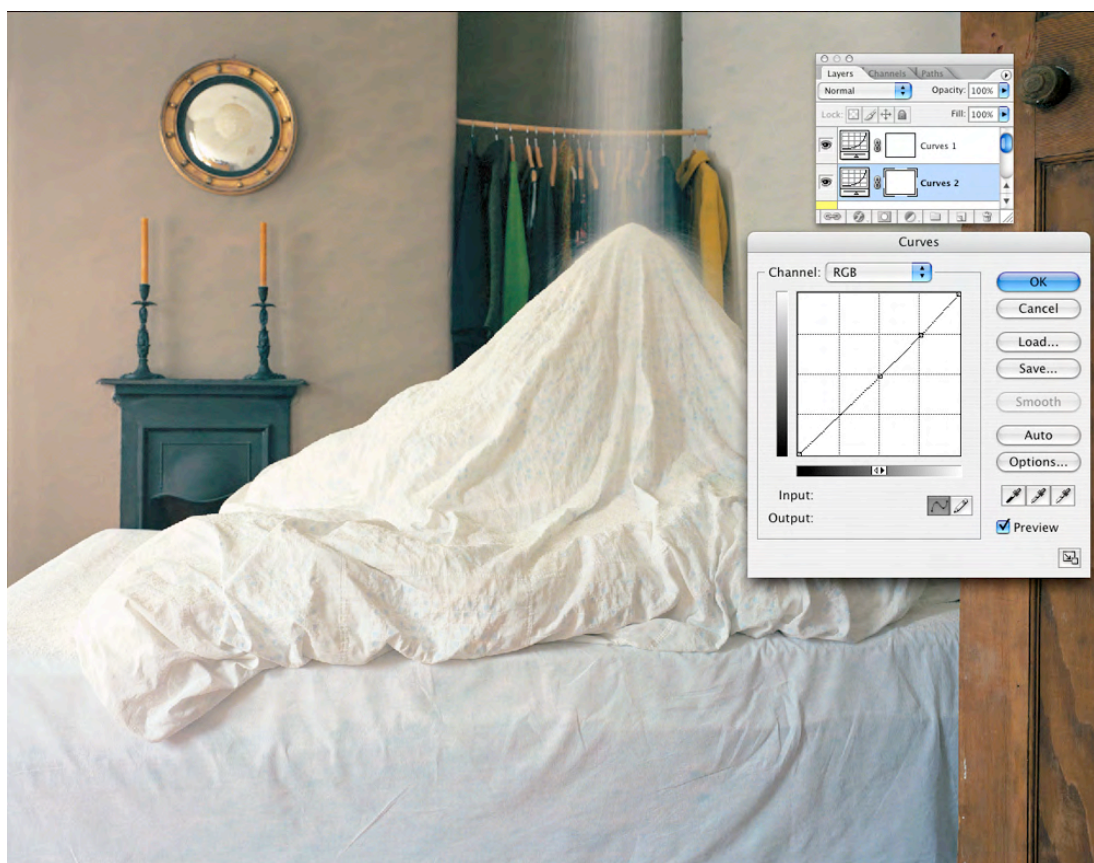 Layers Channels Paths
Normal Opacity: 100%
Lock: Fill: 100%
Curves 1
Curves 2
Curves
Channel: RGB
OK
Cancel
Load...
Save...
Smooth
Auto
Options...
Input:
Output:
Preview